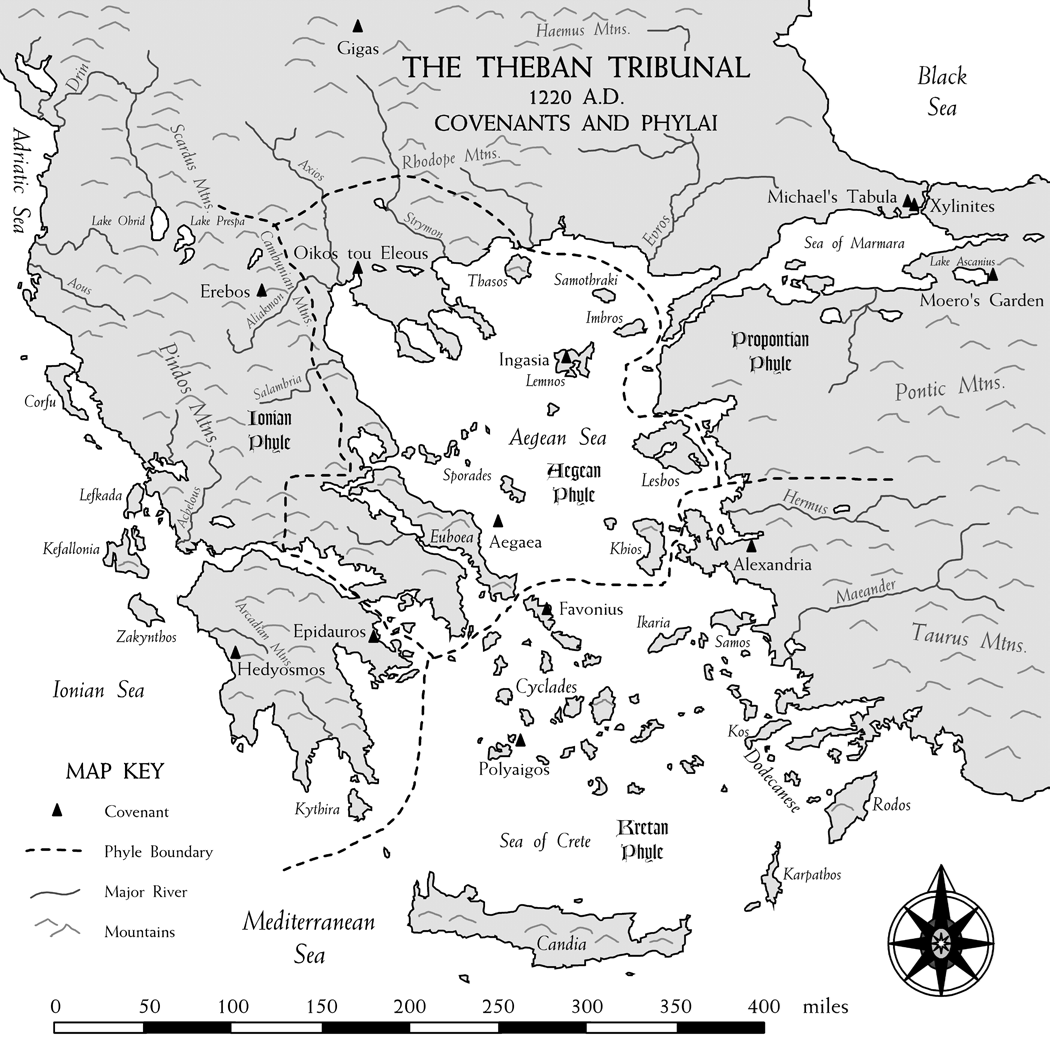 Gigas
Haemus Mtns.
THE THEBAN TRIBUNAL
1220 A.D.
COVENANTS AND PHYLAI
Black
Sea
Drin
Adriatic Sea
Scardus Mtns.
Axios
Rhodope Mtns.
Michael's Tabula
Xylinites
Lake Ohrid
Lake Prespa
Strymon
Epros
Sea of Marmara
Cambunian Mtns
Oikos tou Eleous
Lake Ascanius
Thasos
Samothraki
Aous
Erebos
Aliakmon
Moero's Garden
Imbros
Propontian
Phyle
Pindos Mtns.
Ingasia
Lemnos
Salambria
Pontic Mtns.
Corfu
Ionian
Phyle
Aegean Sea
Sporades
Aegean
Phyle
Lesbos
Lefkada
Achelous
Hermus
Kefallonia
Euboea
Aegaea
Khios
Alexandria
Maeander
Zakynthos
Arcadian Mtns.
Epidauros
Favonius
Ikaria
Samos
Taurus Mtns.
Hedyosmos
Ionian Sea
Cyclades
Kos
Dodecanese
MAP KEY
Polyaigos
Covenant
Kythira
Rodos
Phyle Boundary
Sea of Crete
Kretan
Phyle
Karpathos
Major River
Mountains
Mediterranean
Sea
Candia
0 50 100 150 200 250 300 350 400 miles